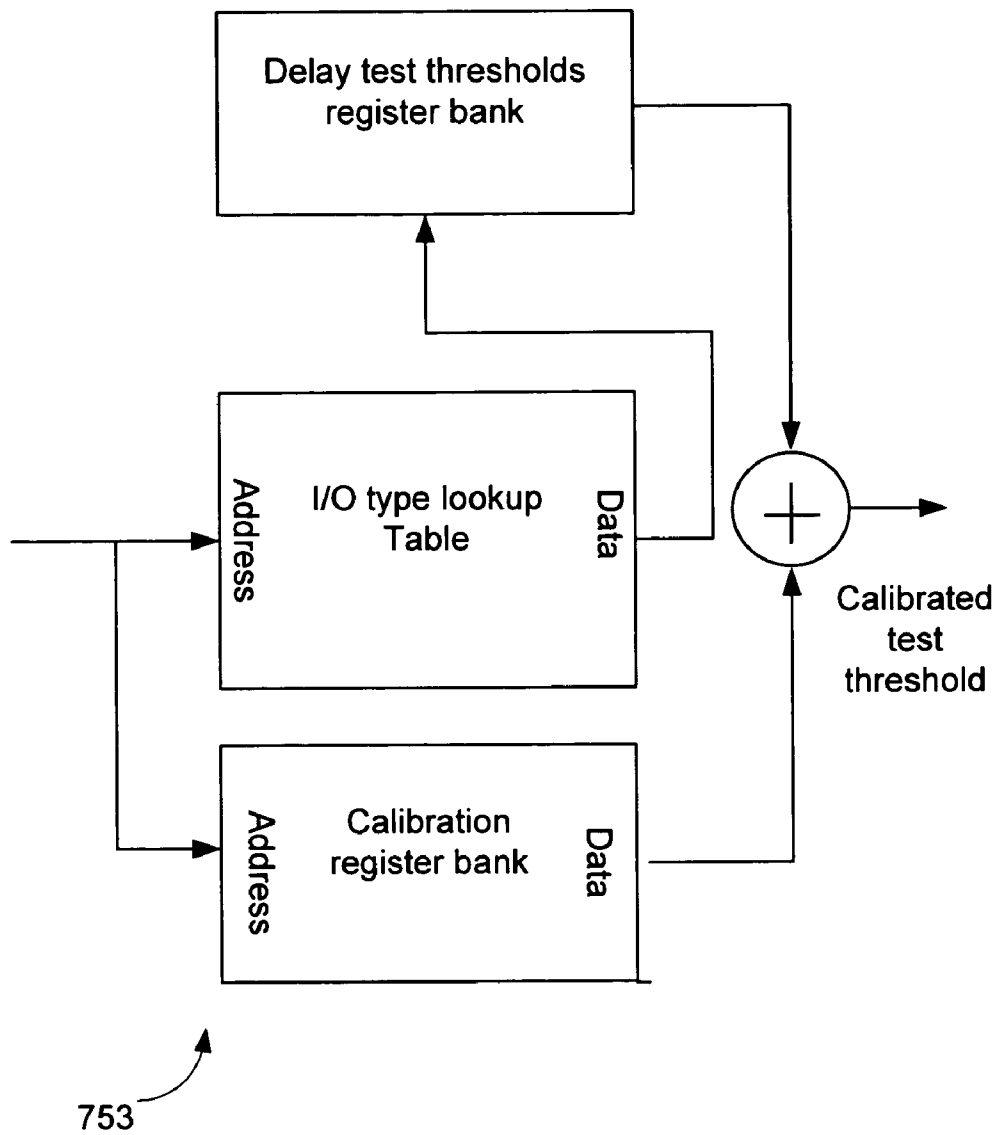 Delay test thresholds
register bank
Address
I/O type lookup
Table
Data
Calibrated
test
threshold
Address
Calibration
register bank
Data
753